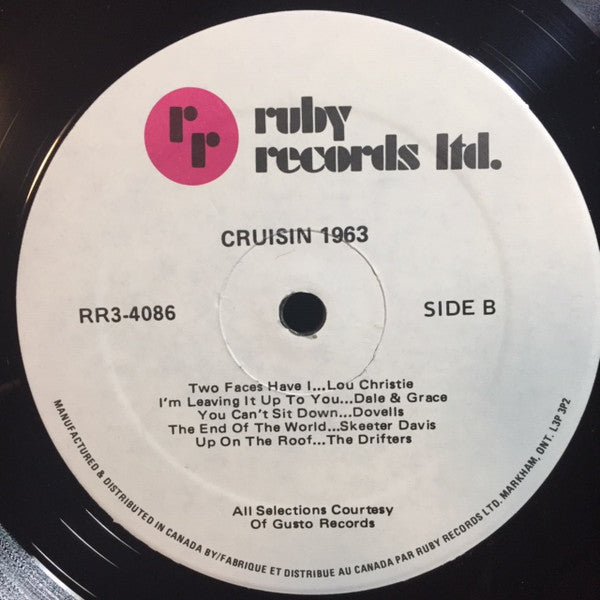 rr
ruby
records ltd.
CRUISIN 1963
RR3-4086
SIDE B
Two Faces Have I...Lou Christie
I'm Leaving It Up To You...Dale & Grace
You Can't Sit Down...Dovells
The End Of The World...Skeeter Davis
Up On The Roof...The Drifters
All Selections Courtesy
Of Gusto Records
MANUFACTURED & DISTRIBUTED IN CANADA BY/FABRIQUE ET DISTRIBUE AU CANADA PAR RUBY RECORDS LTD. MARKHAM, ONT. L3P 3P2